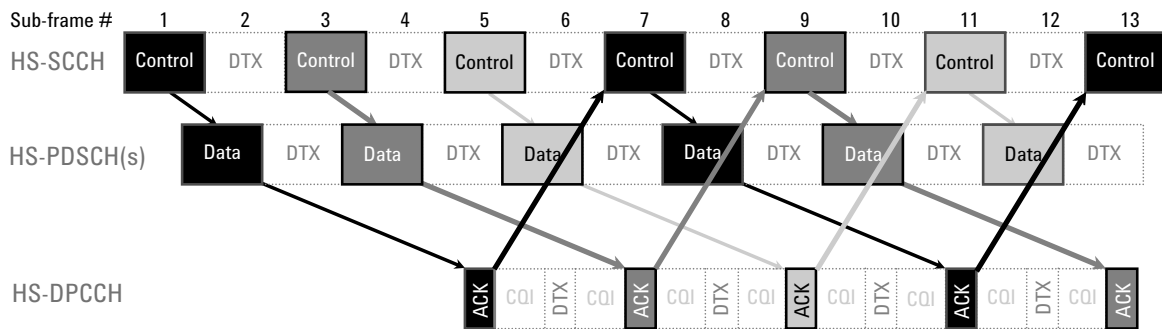 Sub-frame # 1 2 3 4 5 6 7 8 9 10 11 12 13
HS-SCCH Control DTX Control DTX Control DTX Control DTX Control DTX Control DTX Control
HS-PDSCH(s) Data DTX Data DTX Data DTX Data DTX Data DTX Data DTX
HS-DPCCH ACK CQI DTX CQI ACK CQI DTX CQI ACK CQI DTX CQI ACK CQI DTX CQI ACK